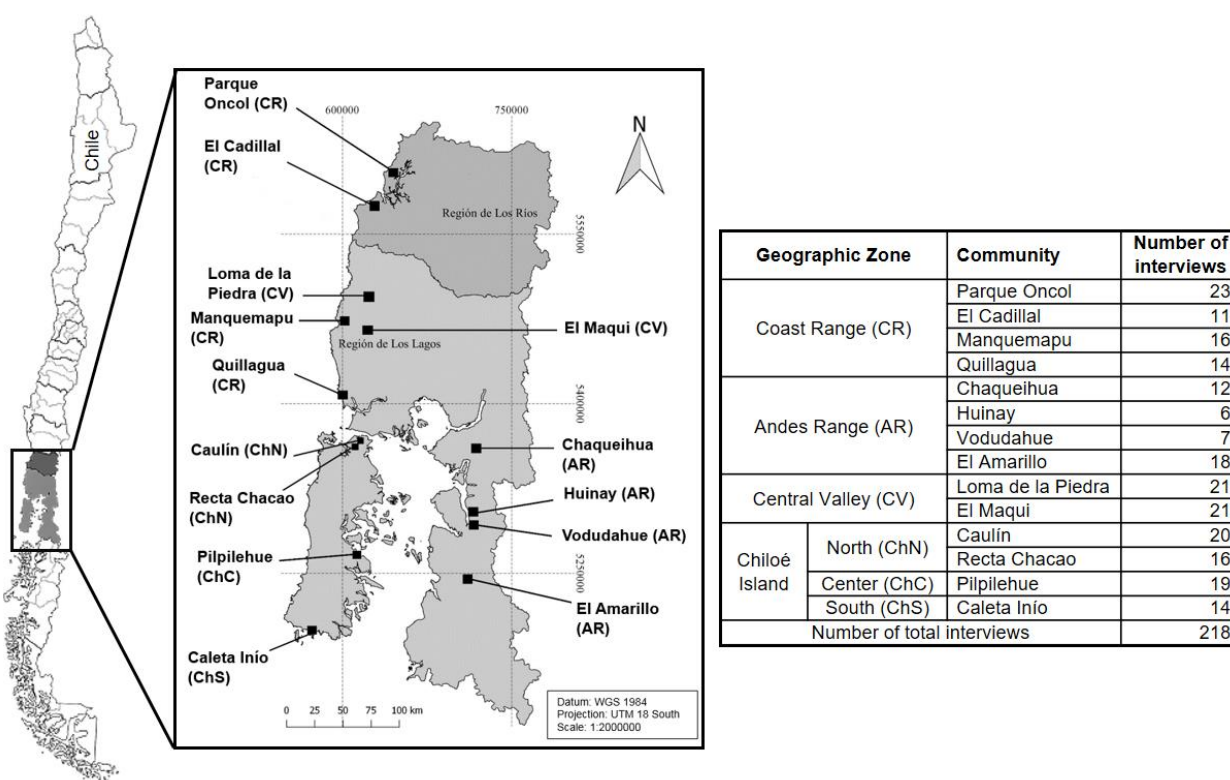 Chile
Parque
Oncol (CR)
El Cadillal
(CR)
Loma de la
Piedra (CV)
Manquemapu
(CR)
Quillagua
(CR)
Caulín (ChN)
Recta Chacao
(ChN)
Pilpilehue
(ChC)
Caleta Inío
(ChS)
600000
750000
N
Región de Los Ríos
5550000
El Maqui (CV)
Región de Los Lagos
5400000
Chaqueihua
(AR)
Huinay (AR)
Vodudahue (AR)
5250000
El Amarillo
(AR)
0 25 50 75 100 km
Datum: WGS 1984
Projection: UTM 18 South
Scale: 1:2000000
Geographic Zone Community Number of
interviews
Coast Range (CR) Parque Oncol 23
El Cadillal 11
Manquemapu 16
Quillagua 14
Andes Range (AR) Chaqueihua 12
Huinay 6
Vodudahue 7
El Amarillo 18
Central Valley (CV) Loma de la Piedra 21
El Maqui 21
Chiloé
Island
North (ChN) Caulín 20
Recta Chacao 16
Center (ChC) Pilpilehue 19
South (ChS) Caleta Inío 14
Number of total interviews 218